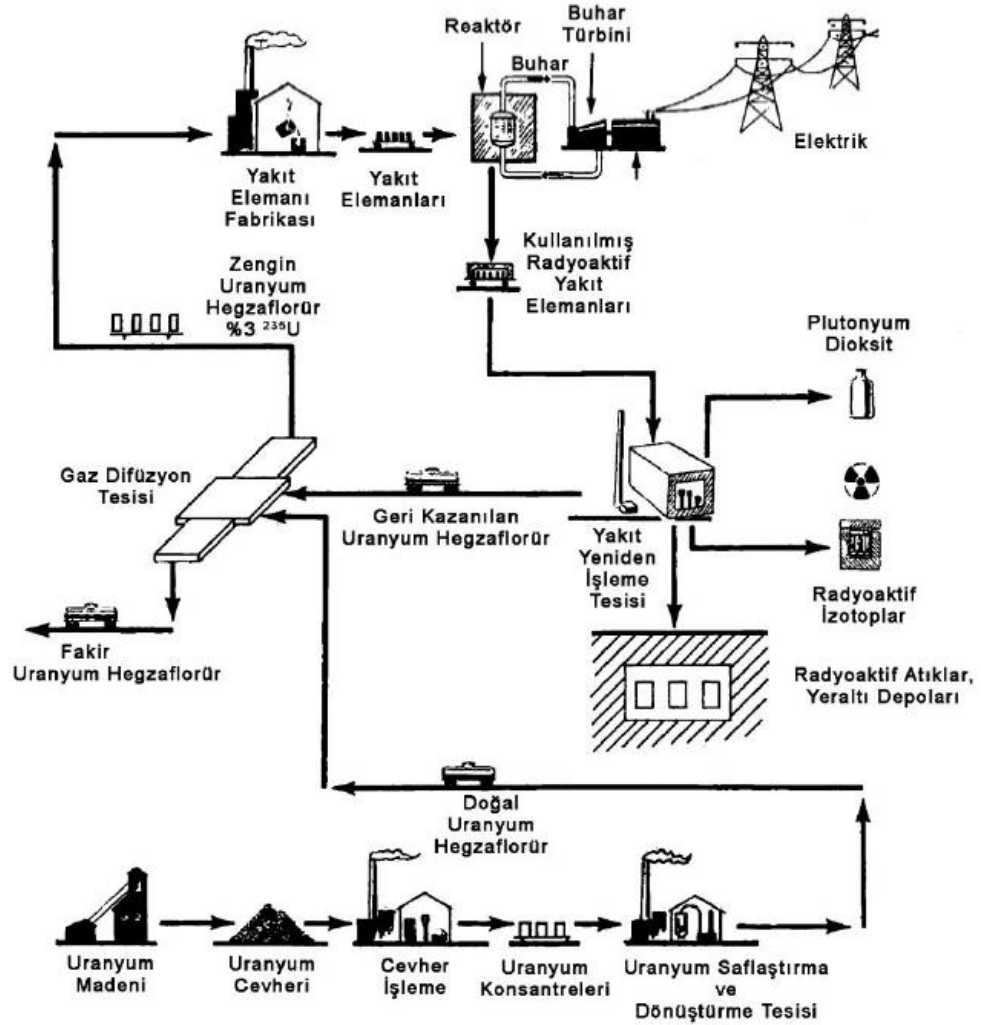 Reaktör
Buhar
Türbini
Buhar
Elektrik
Yakıt
Elemanı
Fabrikası
Yakıt
Elemanları
Kullanılmış
Radyoaktif
Yakıt
Elemanları
Zengin
Uranyum
Hegzaflorür
%3 ²³⁵U
Plutonyum
Dioksit
Gaz Difüzyon
Tesisi
Geri Kazanılan
Uranyum Hegzaflorür
Yakıt
Yeniden
İşleme
Tesisi
Radyoaktif
İzotoplar
Fakir
Uranyum Hegzaflorür
Radyoaktif Atıklar,
Yeraltı Depoları
Doğal
Uranyum
Hegzaflorür
Uranyum
Madeni
Uranyum
Cevheri
Cevher
İşleme
Uranyum
Konsantreleri
Uranyum Saflaştırma
ve
Dönüştürme Tesisi